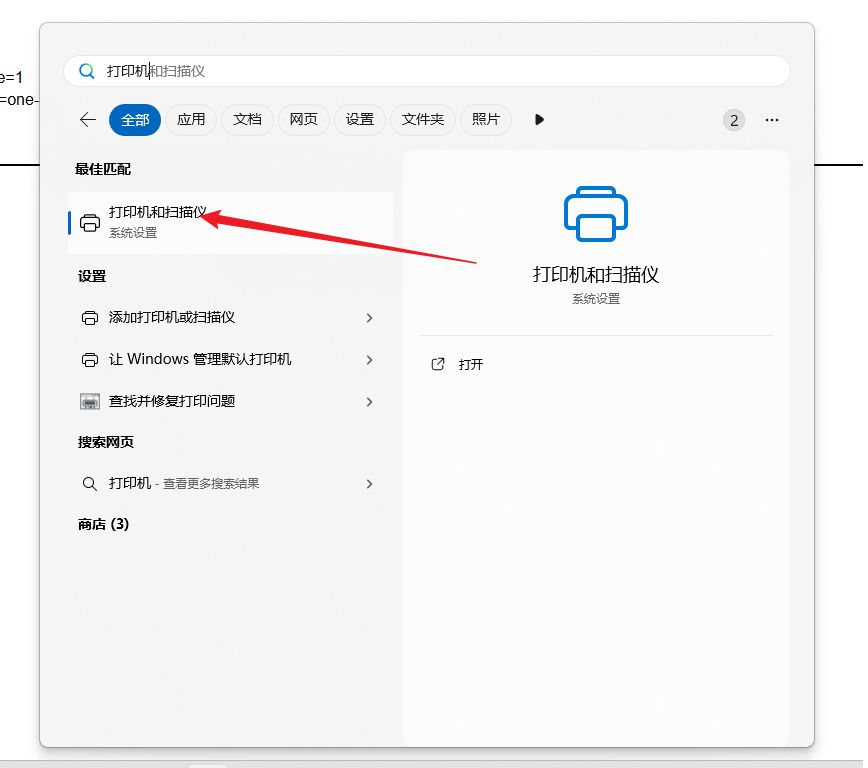 e=1
=one-
打印机和扫描仪
全部
应用
文档
网页
设置
文件夹
照片
2
最佳匹配
打印机和扫描仪
系统设置
设置
添加打印机或扫描仪
让 Windows 管理默认打印机
查找并修复打印问题
搜索网页
打印机 - 查看更多搜索结果
商店 (3)
打印机和扫描仪
系统设置
打开